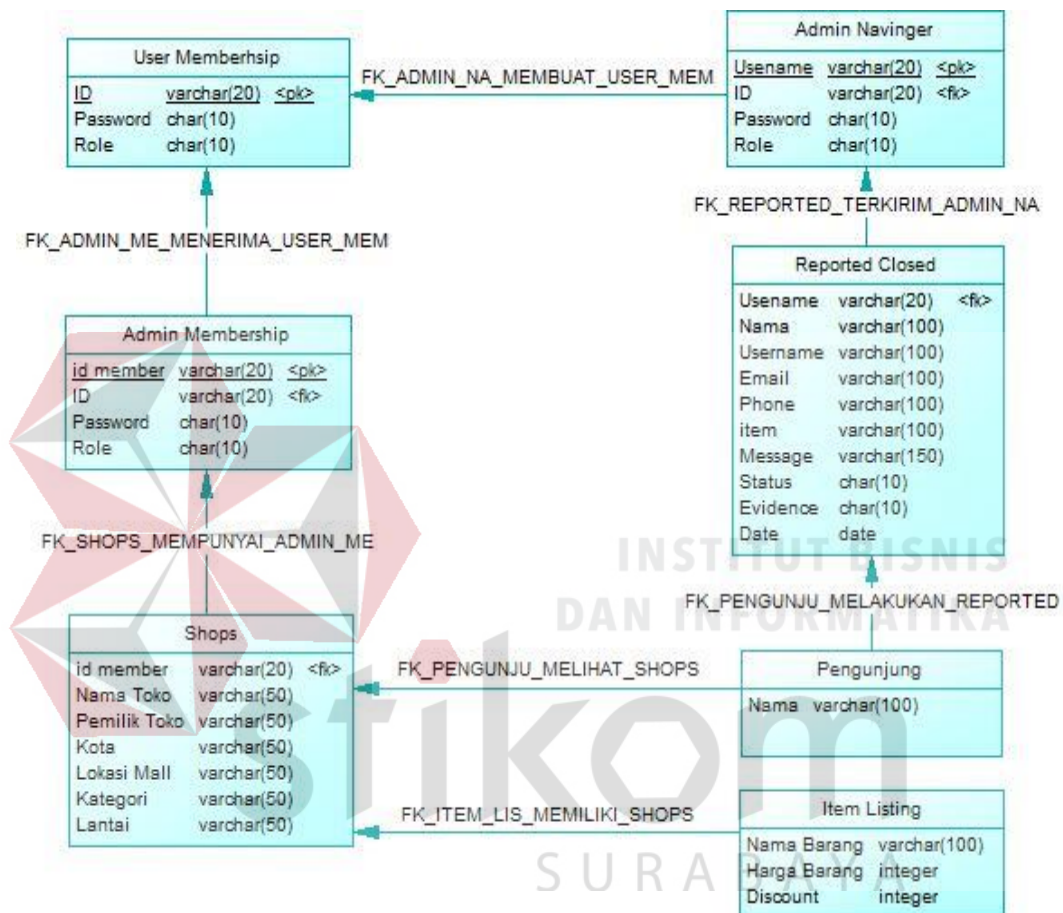 User Memberhsip
ID varchar(20) <pk>
Password char(10)
Role char(10)
FK_ADMIN_NA_MEMBUAT_USER_MEM
Admin Navinger
Usename varchar(20) <pk>
ID varchar(20) <fk>
Password char(10)
Role char(10)
FK_ADMIN_ME_MENERIMA_USER_MEM
FK_REPORTED_TERKIRIM_ADMIN_NA
Admin Membership
id member varchar(20) <pk>
ID varchar(20) <fk>
Password char(10)
Role char(10)
Reported Closed
Usename varchar(20) <fk>
Nama varchar(100)
Username varchar(100)
Email varchar(100)
Phone varchar(100)
item varchar(100)
Message varchar(150)
Status char(10)
Evidence char(10)
Date date
FK_SHOPS_MEMPUNYAI_ADMIN_ME
INSTITUT BISNIS
DAN INFORMATIKA
FK_PENGUNJU_MELAKUKAN_REPORTED
Shops
id member varchar(20) <fk>
Nama Toko varchar(50)
Pemilik Toko varchar(50)
Kota varchar(50)
Lokasi Mall varchar(50)
Kategori varchar(50)
Lantai varchar(50)
FK_PENGUNJU_MELIHAT_SHOPS
Pengunjung
Nama varchar(100)
stikom
FK_ITEM_LIS_MEMILIKI_SHOPS
Item Listing
Nama Barang varchar(100)
Harga Barang integer
Discount integer
SURABAYA